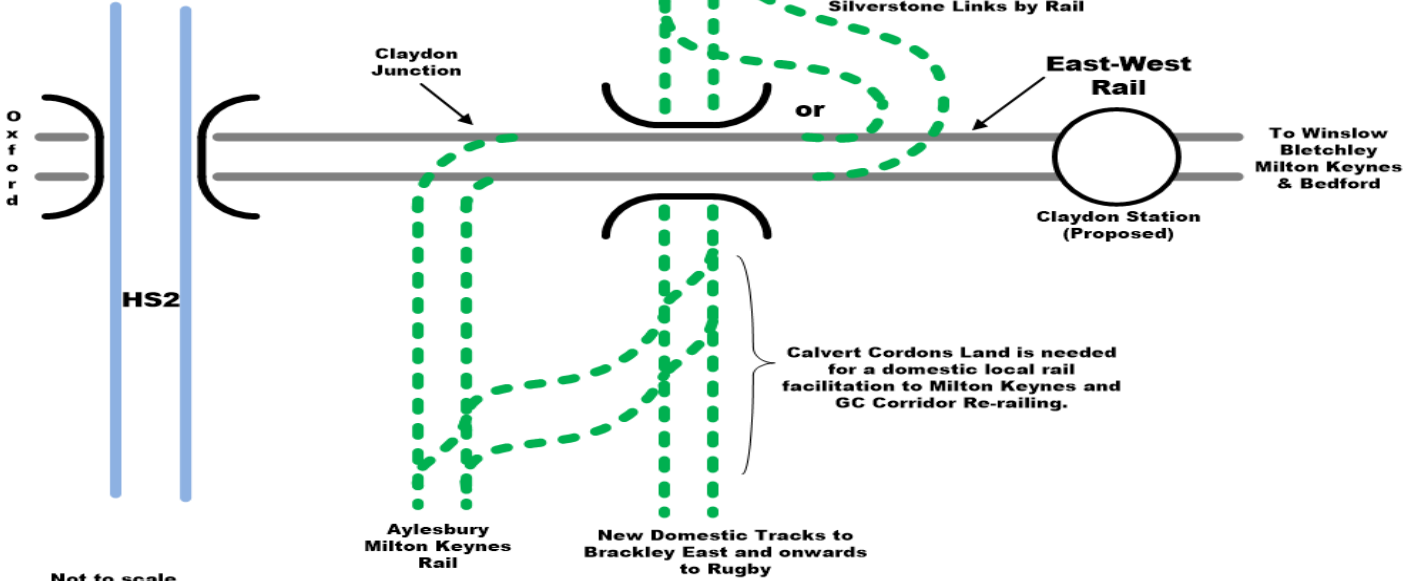 Silverstone Links by Rail
Claydon
Junction
East-West
Rail
or
Oxford
To Winslow
Bletchley
Milton Keynes
& Bedford
Claydon Station
(Proposed)
HS2
Calvert Cordons Land is needed
for a domestic local rail
facilitation to Milton Keynes and
GC Corridor Re-railing.
Aylesbury
Milton Keynes
Rail
New Domestic Tracks to
Brackley East and onwards
to Rugby
Not to scale